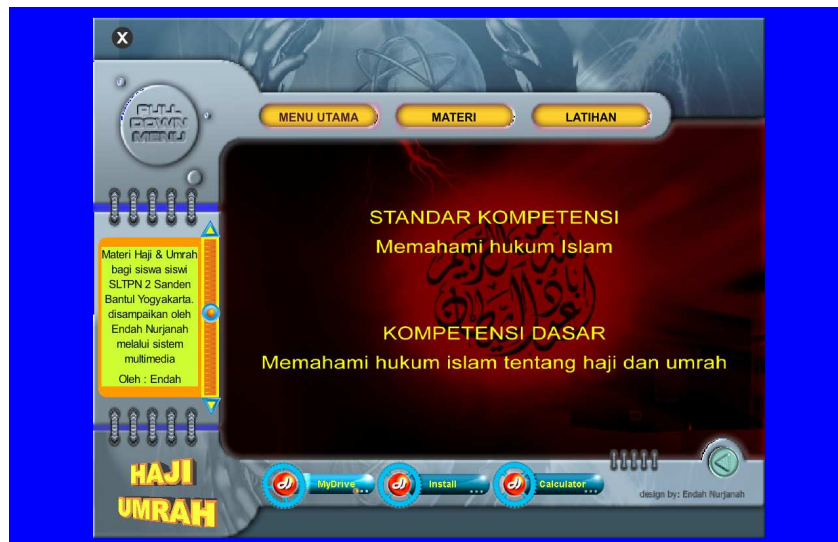 X
PULL
DOWN
MENU
MENU UTAMA
MATERI
LATIHAN
STANDAR KOMPETENSI
Memahami hukum Islam
KOMPETENSI DASAR
Memahami hukum islam tentang haji dan umrah
Materi Haji & Umrah
bagi siswa siswi
SLTPN 2 Sanden
Bantul Yogyakarta.
disampaikan oleh
Endah Nurjanah
melalui sistem
multimedia
Oleh : Endah
HAJI
UMRAH
MyDrive...
Install ...
Calculator...
design by: Endah Nurjanah